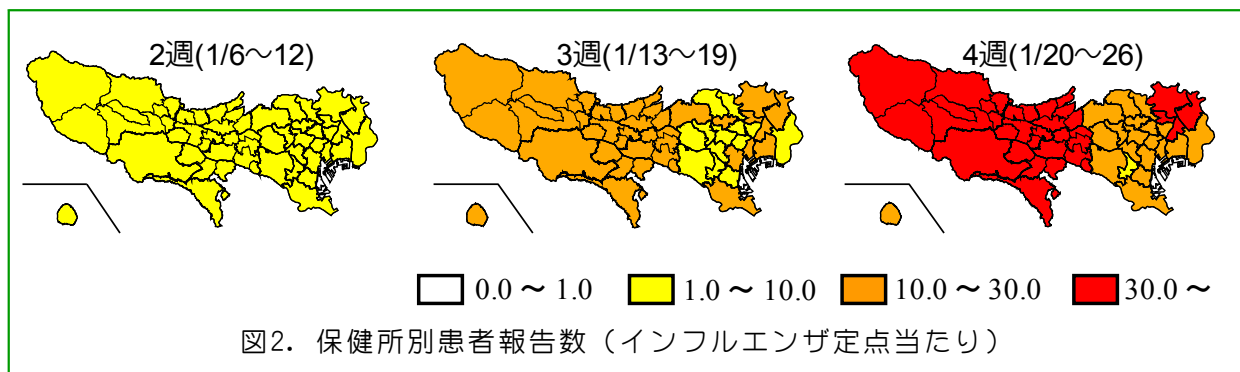 2週(1/6～12)
3週(1/13～19)
4週(1/20～26)
0.0 ～ 1.0
1.0 ～ 10.0
10.0 ～ 30.0
30.0 ～
図2. 保健所別患者報告数（インフルエンザ定点当たり）